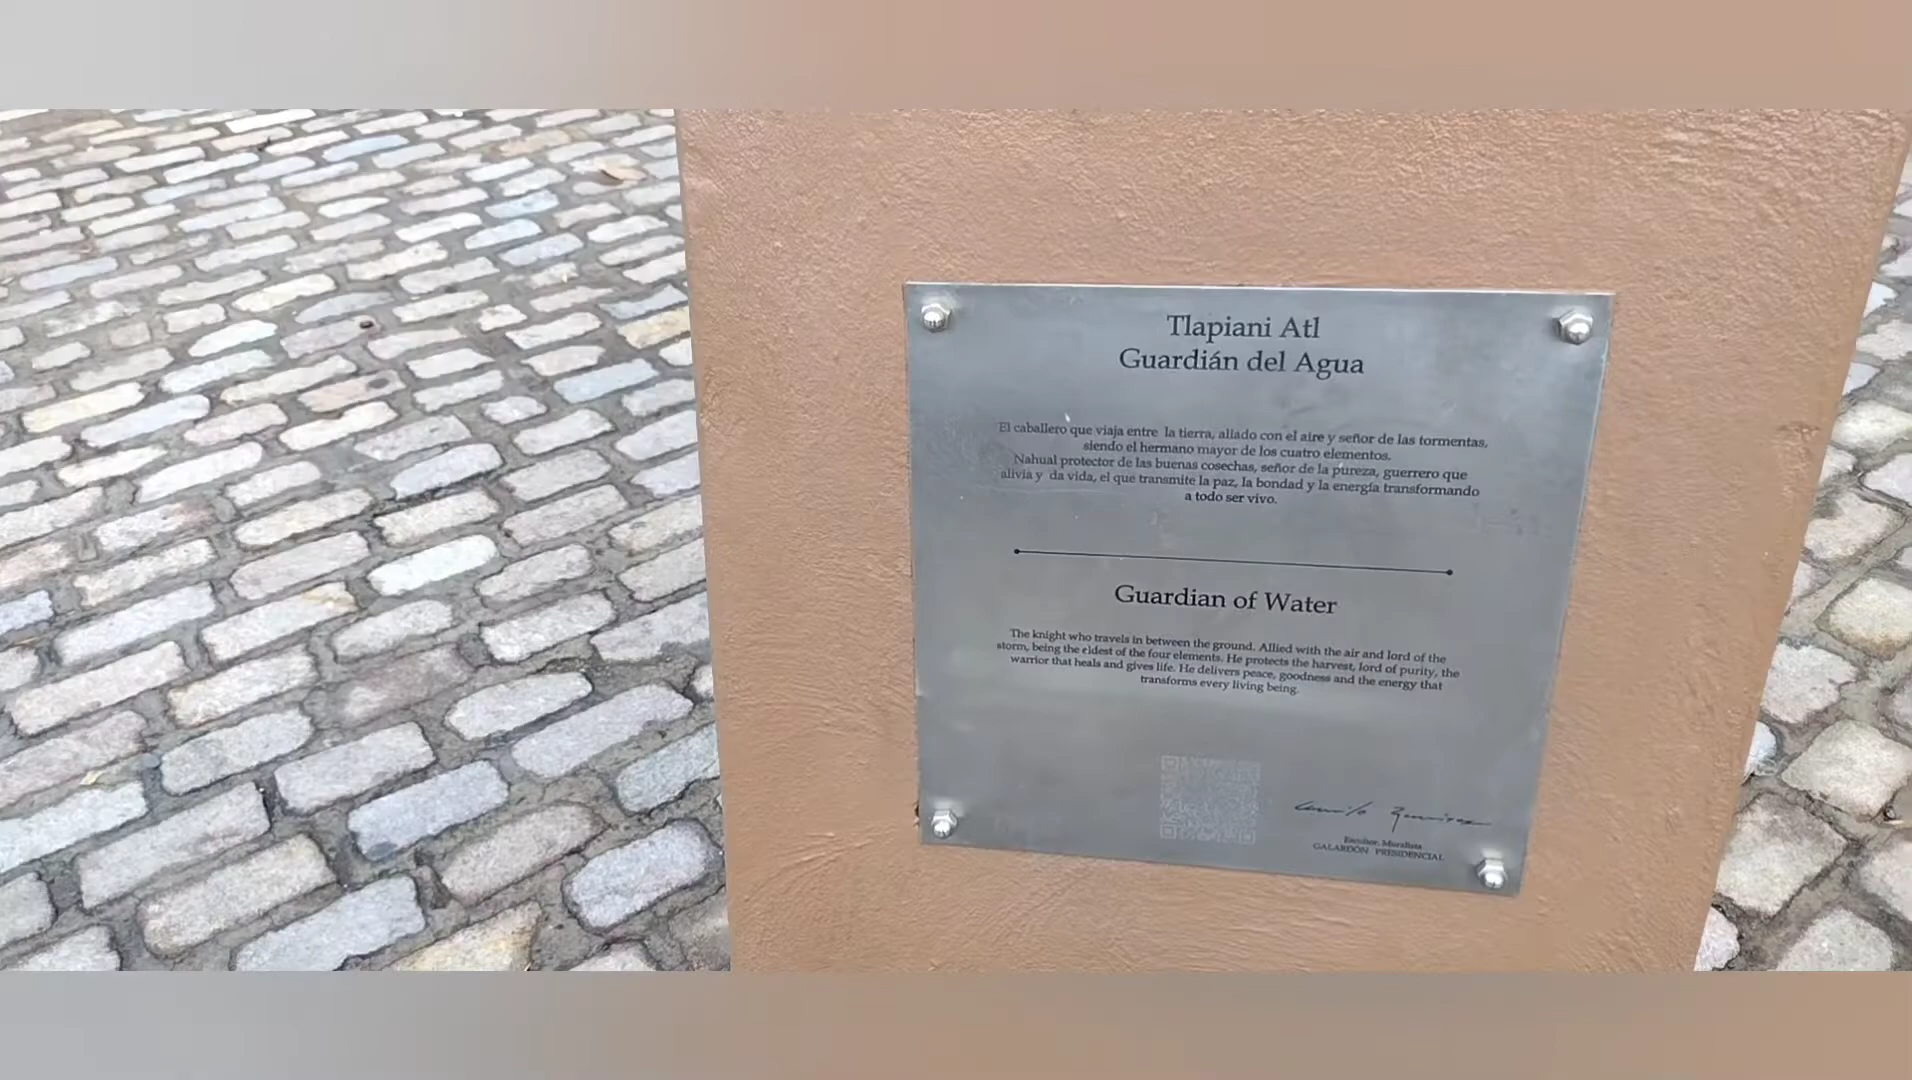 Tlapiani Atl
Guardián del Agua
El caballero que viaja entre la tierra, aliado con el aire y señor de las tormentas,
siendo el hermano mayor de los cuatro elementos.
Nahual protector de las buenas cosechas, señor de la pureza, guerrero que
alivia y da vida, el que transmite la paz, la bondad y la energía transformando
a todo ser vivo.
Guardian of Water
The knight who travels in between the ground. Allied with the air and lord of the
storm, being the eldest of the four elements. He protects the harvest, lord of purity, the
warrior that heals and gives life. He delivers peace, goodness and the energy that
transforms every living being.
Camilo Ramírez
Escultor. Muralista
GALARDÓN PRESIDENCIAL